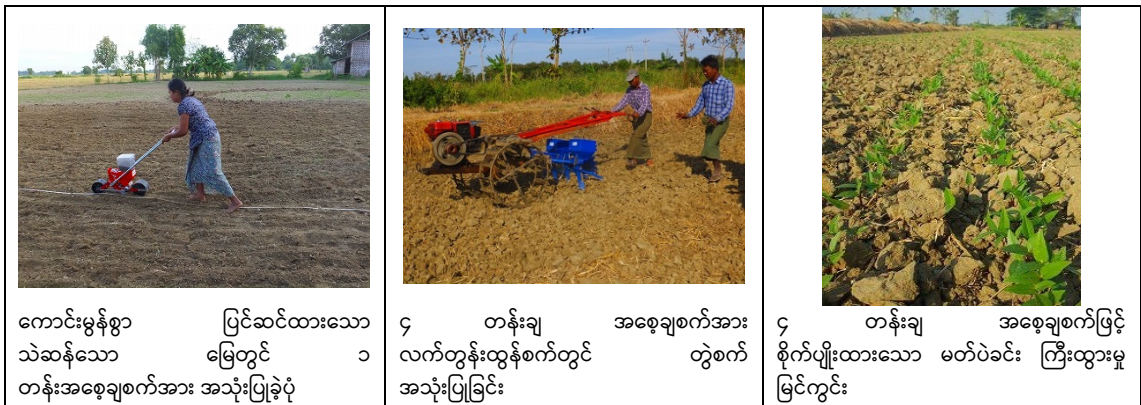 ကောင်းမွန်စွာ ပြင်ဆင်ထားသော
သဲဆန်သော မြေတွင် ၁
တန်းအစေ့ချစက်အား အသုံးပြုခဲ့ပုံ
၄ တန်းချ အစေ့ချစက်အား
လက်တွန်းထွန်စက်တွင် တွဲစက်
အသုံးပြုခြင်း
၄ တန်းချ အစေ့ချစက်ဖြင့်
စိုက်ပျိုးထားသော မတ်ပဲခင်း ကြီးထွားမှု
မြင်ကွင်း